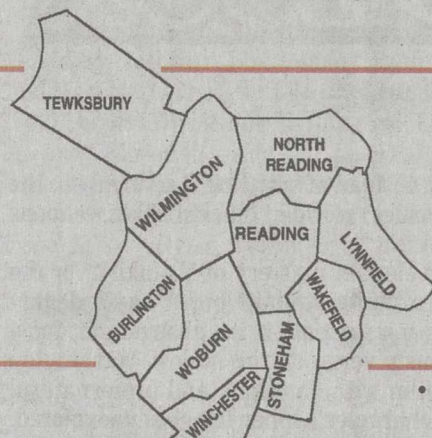 TEWKSBURY
WILMINGTON
NORTH
READING
READING
LYNNFIELD
BURLINGTON
WAKEFIELD
WOBURN
STONEHAM
WINCHESTER